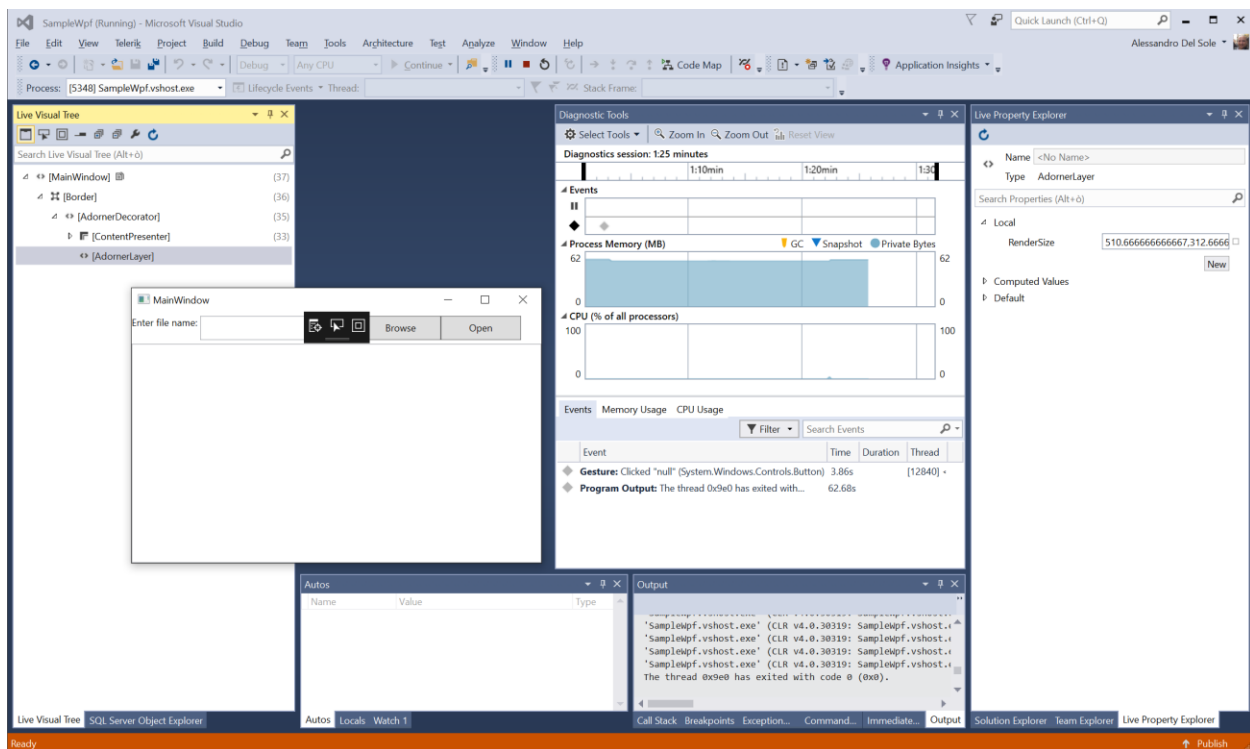 SampleWpf (Running) - Microsoft Visual Studio
Quick Launch (Ctrl+Q)
File Edit View Telerik Project Build Debug Team Tools Architecture Test Analyze Window Help
Alessandro Del Sole
Debug Any CPU Continue Code Map Application Insights
Process: [5348] SampleWpf.vshost.exe Lifecycle Events Thread: Stack Frame:
Live Visual Tree
Search Live Visual Tree (Alt+ò)
[MainWindow] (37)
[Border] (36)
[AdornerDecorator] (35)
[ContentPresenter] (33)
[AdornerLayer]
MainWindow
Enter file name:
Browse
Open
Diagnostic Tools
Select Tools Zoom In Zoom Out Reset View
Diagnostics session: 1:25 minutes
1:10min 1:20min 1:30
Events
Process Memory (MB) GC Snapshot Private Bytes
62 62
0 0
CPU (% of all processors)
100 100
0 0
Events Memory Usage CPU Usage
Filter Search Events
Event Time Duration Thread
Gesture: Clicked "null" (System.Windows.Controls.Button) 3.86s [12840]
Program Output: The thread 0x9e0 has exited with... 62.68s
Live Property Explorer
Name <No Name>
Type AdornerLayer
Search Properties (Alt+ò)
Local
RenderSize 510.666666666667,312.6666
New
Computed Values
Default
Autos
Name Value Type
Output
'SampleWpf.vshost.exe' (CLR v4.0.30319: SampleWpf.vshost.
'SampleWpf.vshost.exe' (CLR v4.0.30319: SampleWpf.vshost.
'SampleWpf.vshost.exe' (CLR v4.0.30319: SampleWpf.vshost.
'SampleWpf.vshost.exe' (CLR v4.0.30319: SampleWpf.vshost.
The thread 0x9e0 has exited with code 0 (0x0).
Live Visual Tree SQL Server Object Explorer
Autos Locals Watch 1
Call Stack Breakpoints Exception... Command... Immediate... Output
Solution Explorer Team Explorer Live Property Explorer
Ready
Publish